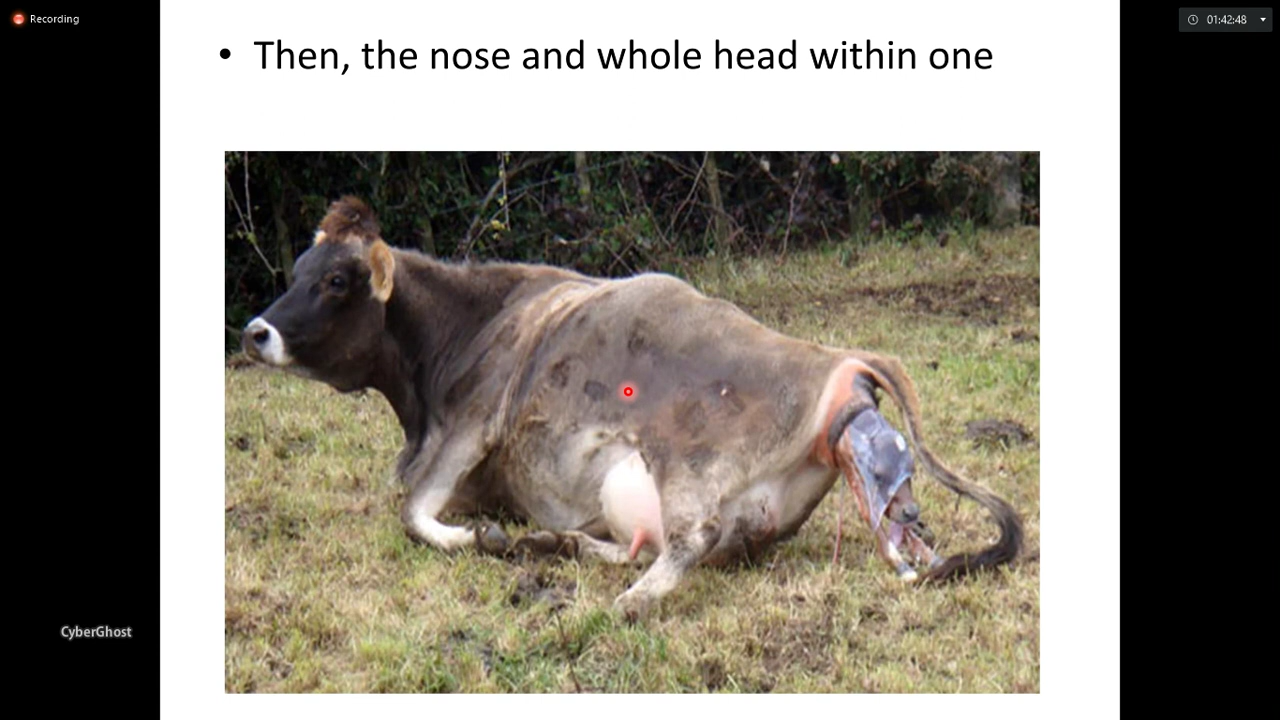 Recording
01:42:48
• Then, the nose and whole head within one
CyberGhost